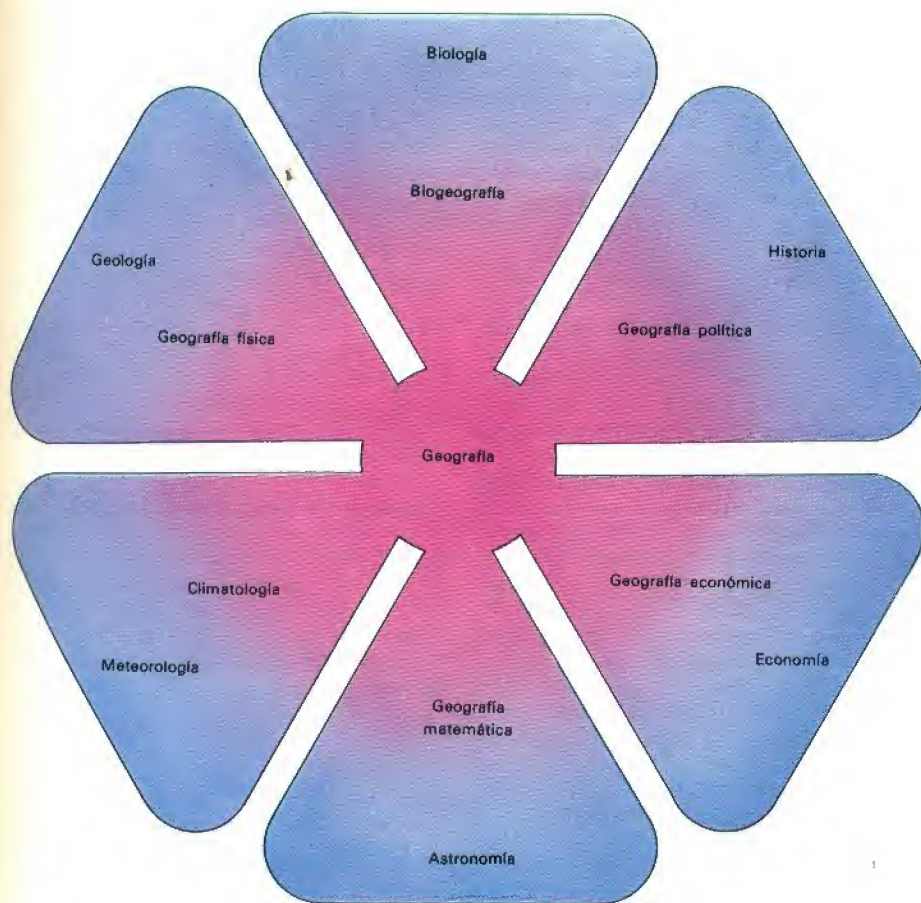 Biología
Biogeografía
Geología
Historia
Geografía física
Geografía política
Geografía
Climatología
Geografía económica
Meteorología
Economía
Geografía
matemática
Astronomía
1